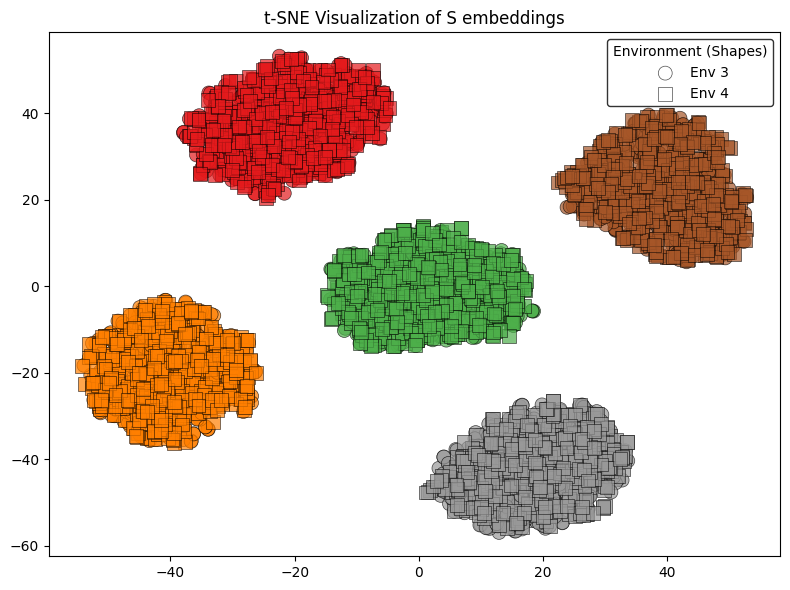 t-SNE Visualization of S embeddings
Environment (Shapes)
Env 3
Env 4
40
20
0
−20
−40
−60
−40
−20
0
20
40